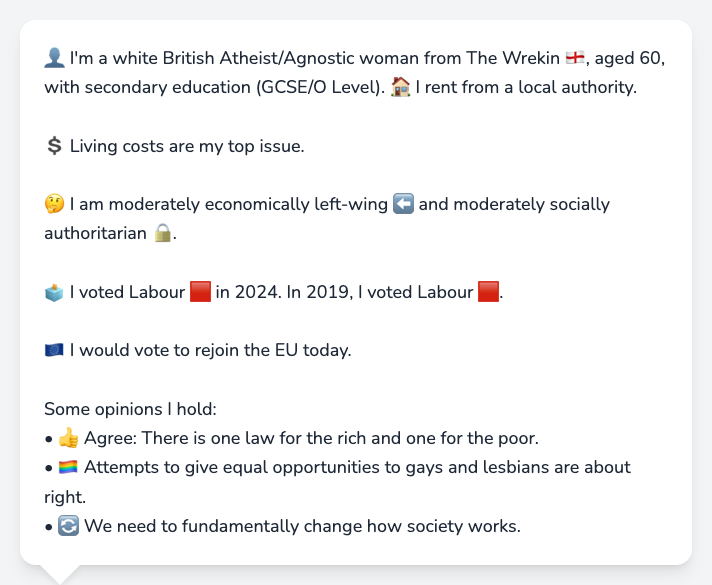 👤 I'm a white British Atheist/Agnostic woman from The Wrekin 🏴󠁧󠁢󠁥󠁮󠁧󠁿, aged 60,
with secondary education (GCSE/O Level). 🏠 I rent from a local authority.
💲 Living costs are my top issue.
🤔 I am moderately economically left-wing ⬅️ and moderately socially
authoritarian 🔒.
🗳️ I voted Labour 🟥 in 2024. In 2019, I voted Labour 🟥.
🇪🇺 I would vote to rejoin the EU today.
Some opinions I hold:
• 👍 Agree: There is one law for the rich and one for the poor.
• 🏳️‍🌈 Attempts to give equal opportunities to gays and lesbians are about
right.
• 🔄 We need to fundamentally change how society works.